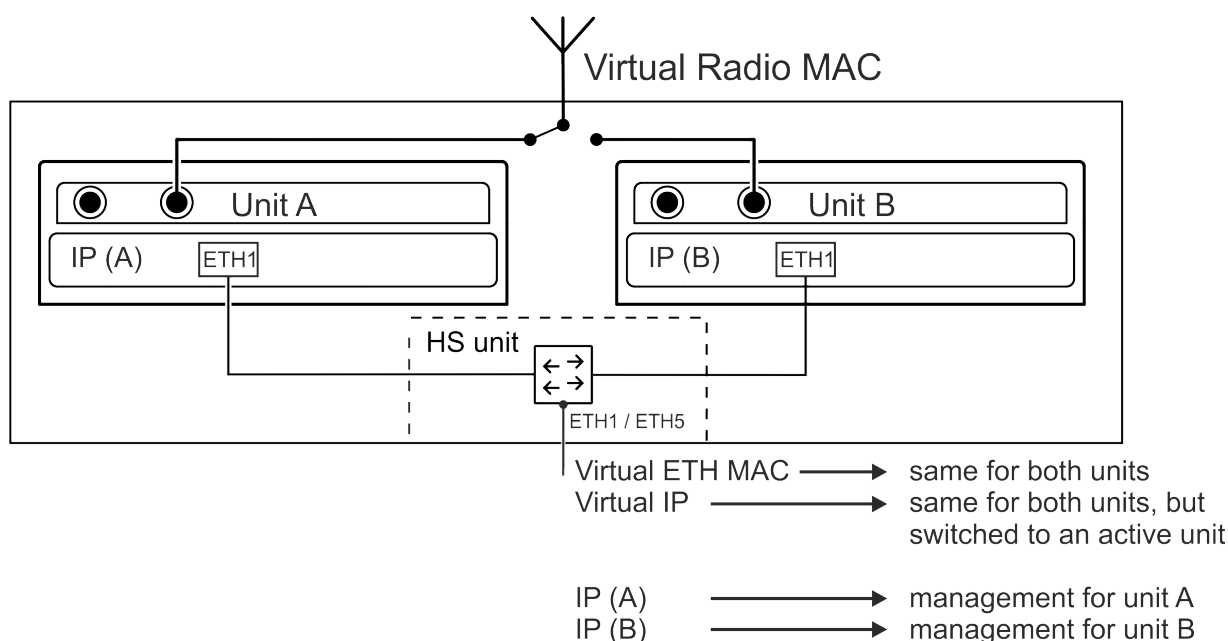 Virtual Radio MAC
Unit A
Unit B
IP (A)
ETH1
IP (B)
ETH1
HS unit
ETH1 / ETH5
Virtual ETH MAC same for both units
Virtual IP same for both units, but
switched to an active unit
IP (A) management for unit A
IP (B) management for unit B